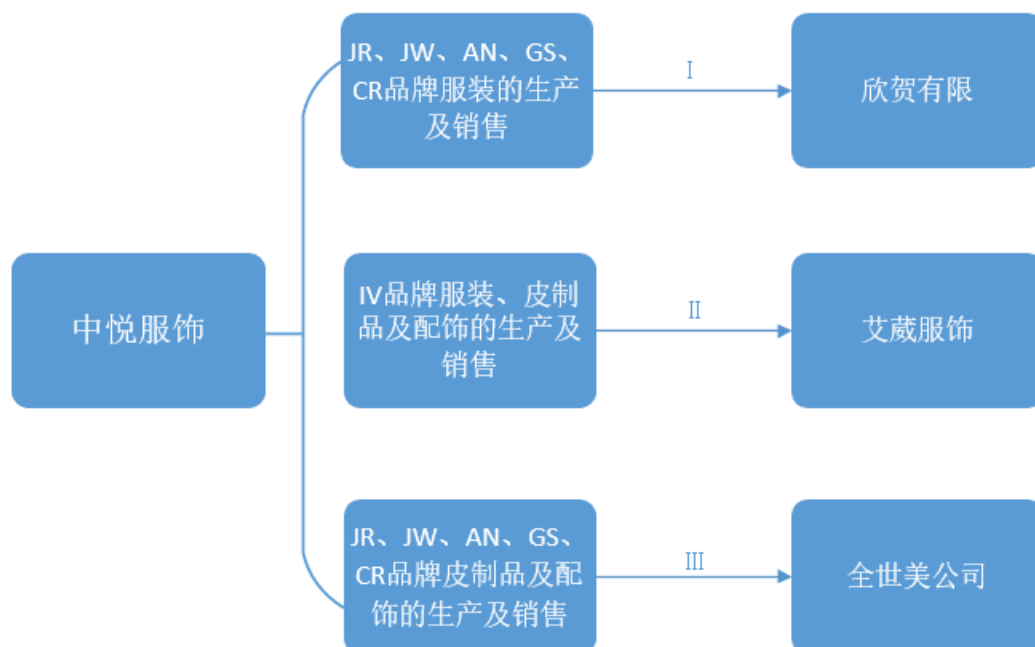 JR、JW、AN、GS、
CR品牌服装的生产
及销售
I
欣贺有限
中悦服饰
IV品牌服装、皮制
品及配饰的生产及
销售
II
艾葳服饰
JR、JW、AN、GS、
CR品牌皮制品及配
饰的生产及销售
III
全世美公司